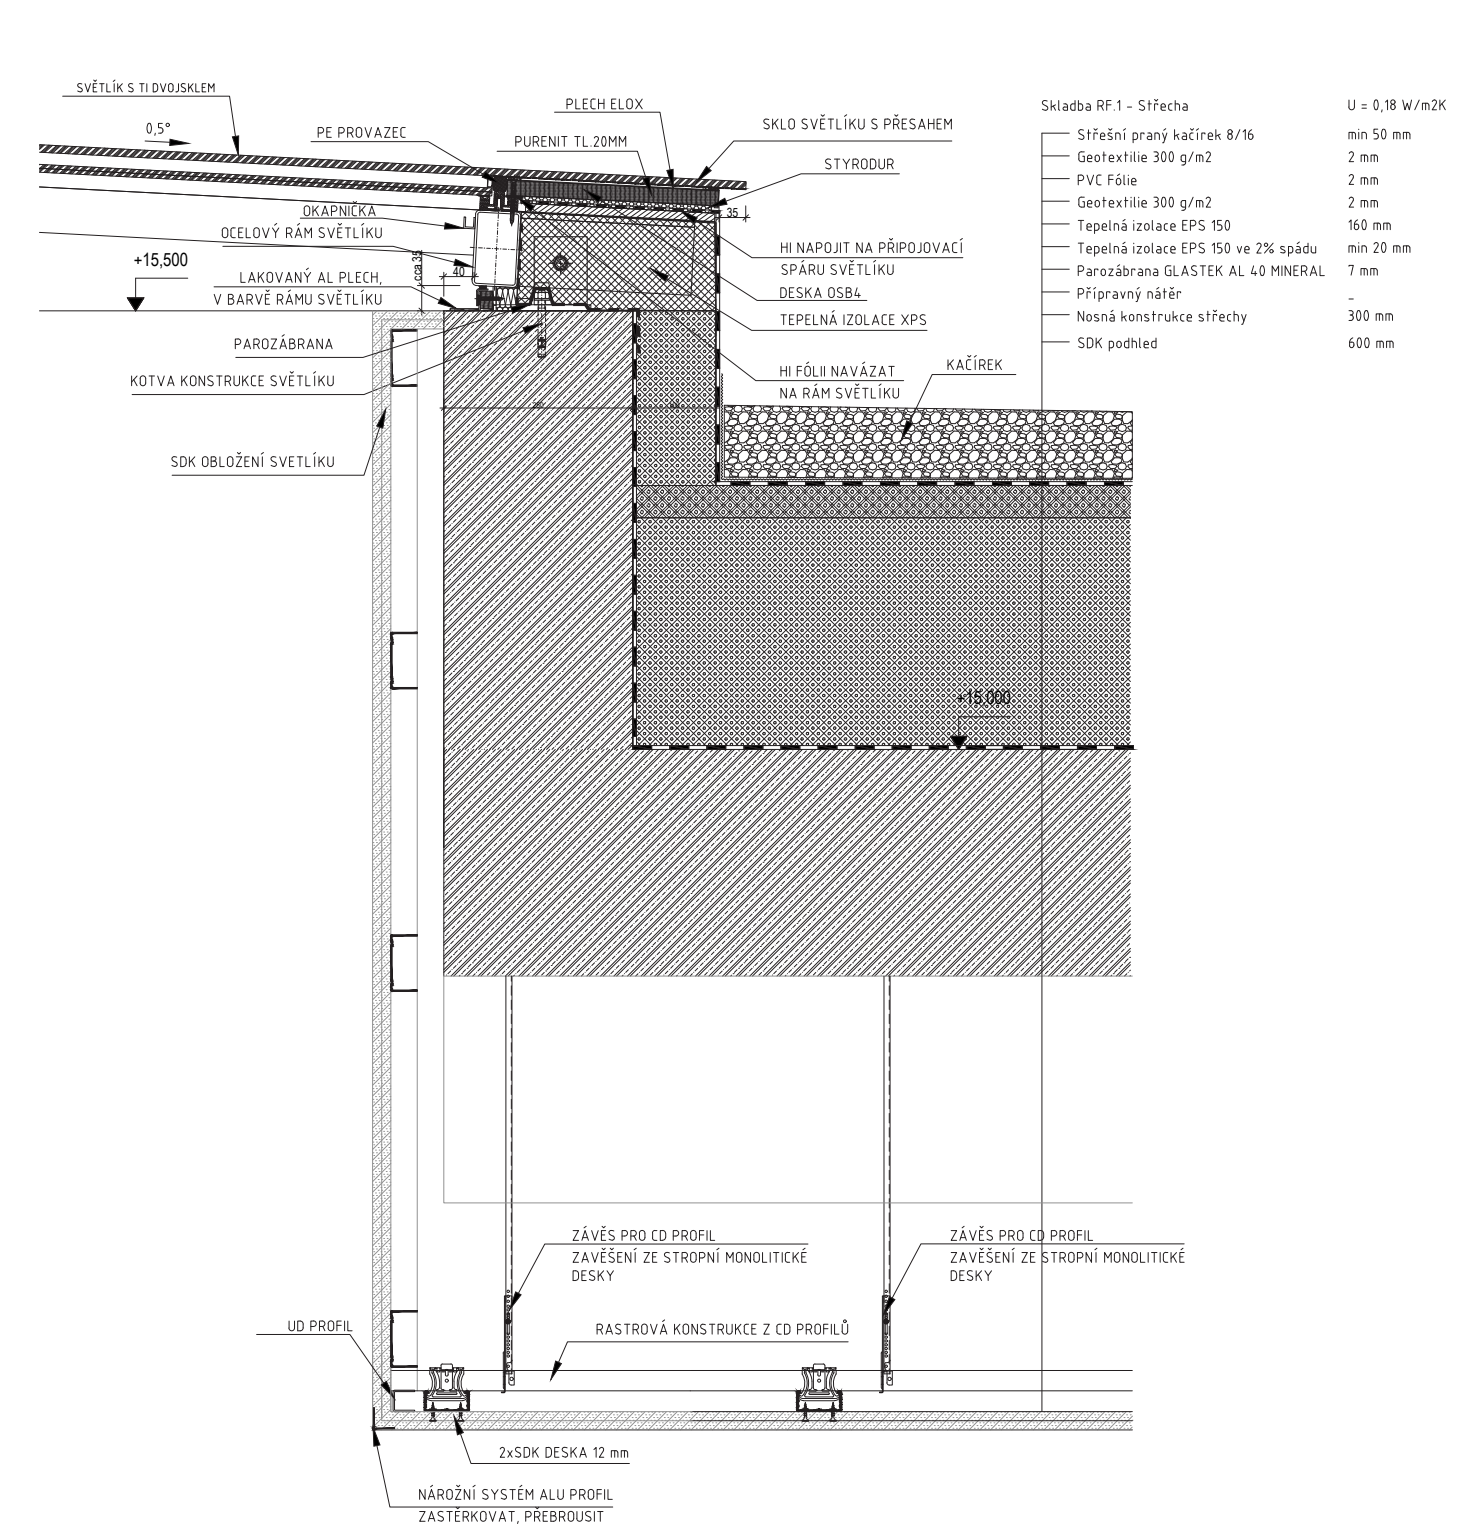 SVĚTLÍK S TI DVOJSKLEM
0,5°
PE PROVAZEC
PLECH ELOX
PURENIT TL.20MM
SKLO SVĚTLÍKU S PŘESAHEM
STYRODUR
35
OKAPNIČKA
OCELOVÝ RÁM SVĚTLÍKU
+15,500
cca 35
40
LAKOVANÝ AL PLECH,
V BARVĚ RÁMU SVĚTLÍKU
HI NAPOJIT NA PŘIPOJOVACÍ
SPÁRU SVĚTLÍKU
DESKA OSB4
TEPELNÁ IZOLACE XPS
PAROZÁBRANA
KOTVA KONSTRUKCE SVĚTLÍKU
HI FÓLII NAVÁZAT
NA RÁM SVĚTLÍKU
KAČÍREK
SDK OBLOŽENÍ SVETLÍKU
Skladba RF.1 - Střecha U = 0,18 W/m2K
Střešní praný kačírek 8/16 min 50 mm
Geotextilie 300 g/m2 2 mm
PVC Fólie 2 mm
Geotextilie 300 g/m2 2 mm
Tepelná izolace EPS 150 160 mm
Tepelná izolace EPS 150 ve 2% spádu min 20 mm
Parozábrana GLASTEK AL 40 MINERAL 7 mm
Přípravný nátěr -
Nosná konstrukce střechy 300 mm
SDK podhled 600 mm
+15,000
ZÁVĚS PRO CD PROFIL
ZAVĚŠENÍ ZE STROPNÍ MONOLITICKÉ
DESKY
ZÁVĚS PRO CD PROFIL
ZAVĚŠENÍ ZE STROPNÍ MONOLITICKÉ
DESKY
UD PROFIL
RASTROVÁ KONSTRUKCE Z CD PROFILŮ
2xSDK DESKA 12 mm
NÁROŽNÍ SYSTÉM ALU PROFIL
ZASTĚRKOVAT, PŘEBROUSIT